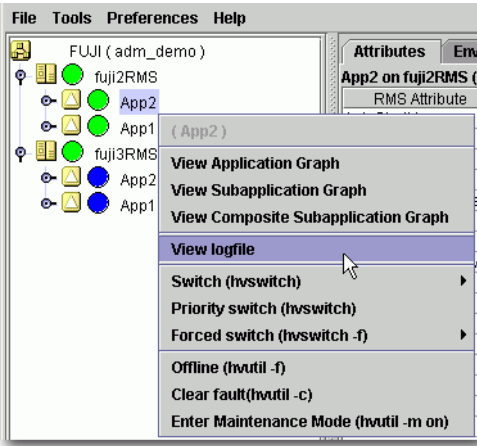 File Tools Preferences Help
FUJI ( adm_demo )
Attributes
fuji2RMS
App2 on fuji2RMS (
App2
RMS Attribute
App1
( App2 )
fuji3RMS
View Application Graph
App2
View Subapplication Graph
App1
View Composite Subapplication Graph
View logfile
Switch (hvswitch)
Priority switch (hvswitch)
Forced switch (hvswitch -f)
Offline (hvutil -f)
Clear fault(hvutil -c)
Enter Maintenance Mode (hvutil -m on)